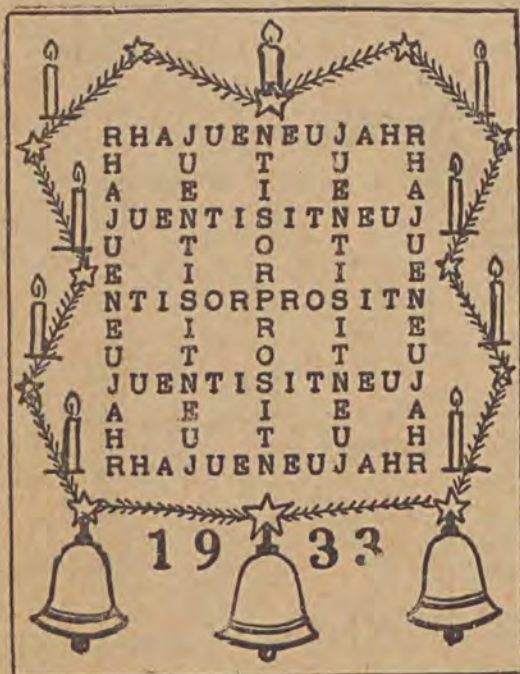 RHAJUENEUJAHR
H U T U H
A E I E A
JUENTISITNEUJ
U T O T U
E I R I E
NTISORPROSITN
E I R I E
U T O T U
JUENTISITNEUJ
A E I E A
H U T U H
RHAJUENEUJAHR
1933